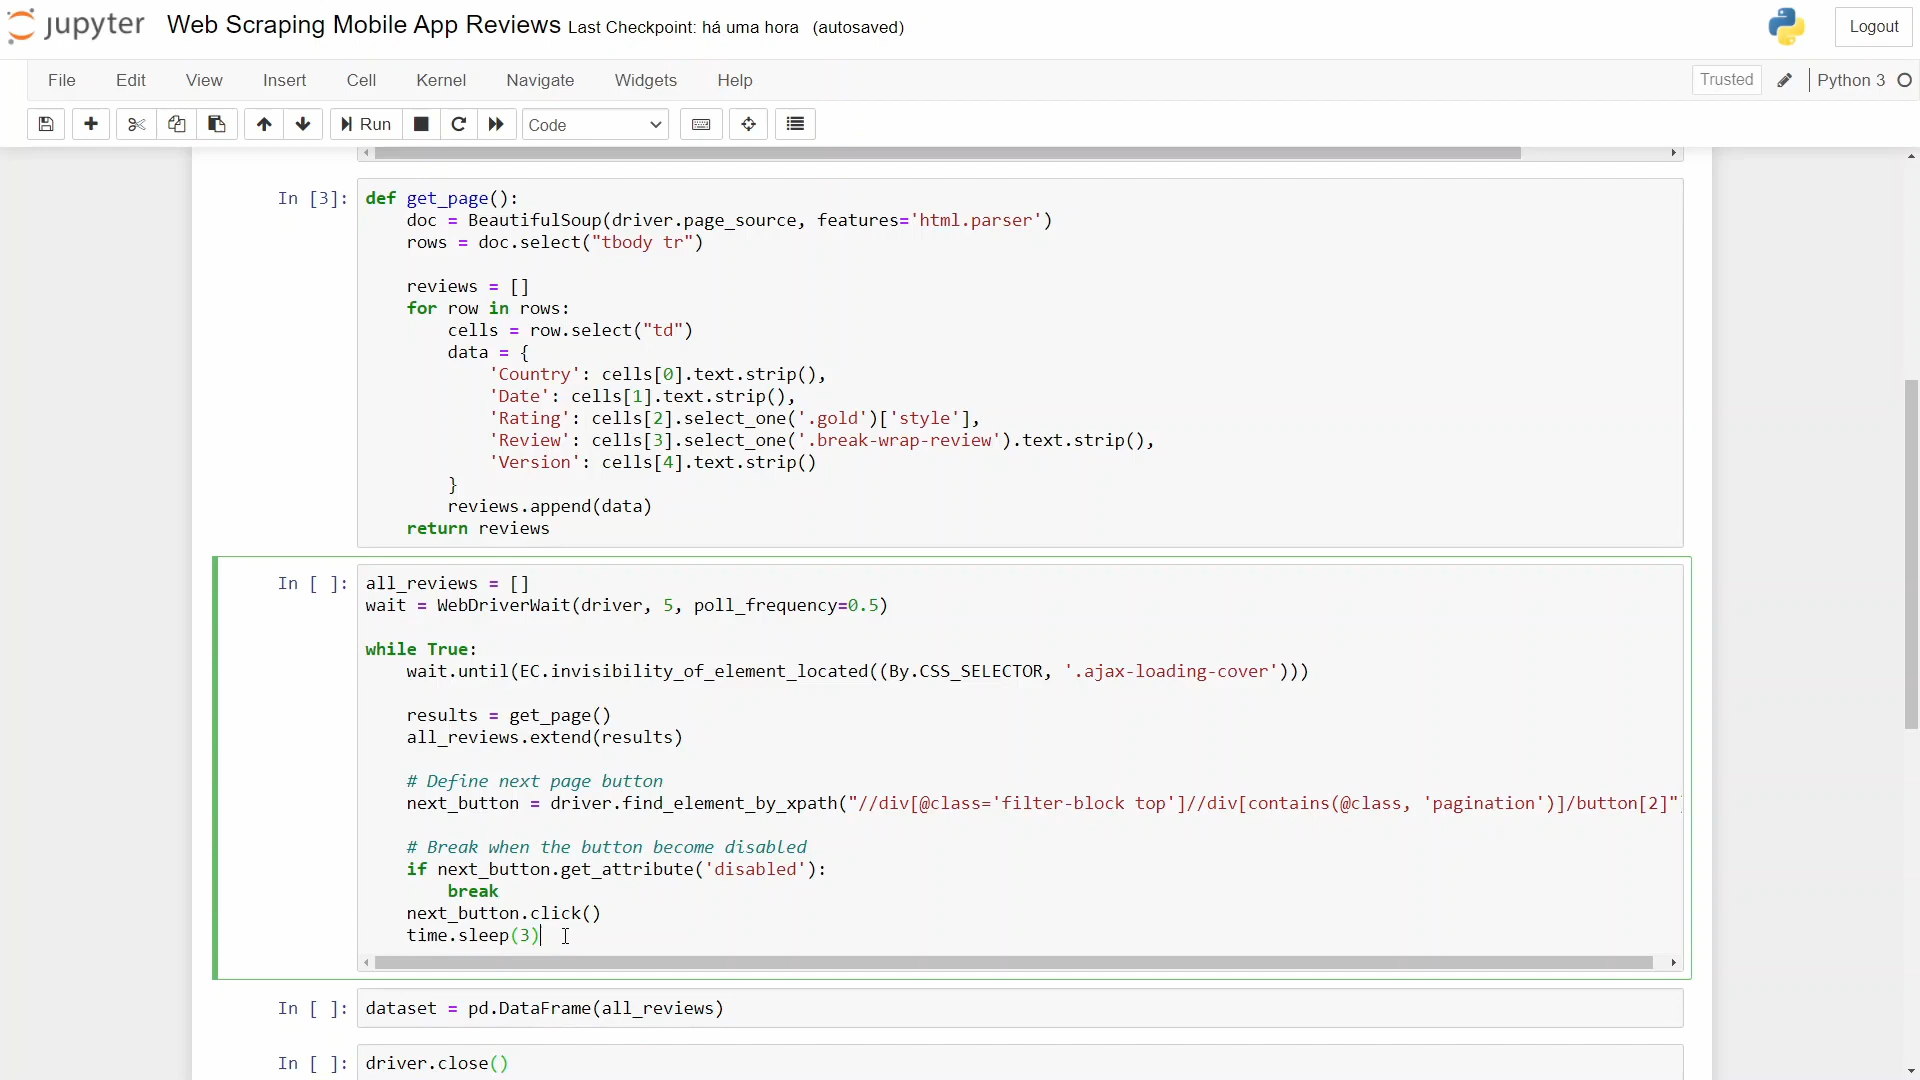 jupyter Web Scraping Mobile App Reviews Last Checkpoint: há uma hora (autosaved) Logout
File Edit View Insert Cell Kernel Navigate Widgets Help Trusted Python 3
Run Code
In [3]: def get_page():
    doc = BeautifulSoup(driver.page_source, features='html.parser')
    rows = doc.select("tbody tr")

    reviews = []
    for row in rows:
        cells = row.select("td")
        data = {
            'Country': cells[0].text.strip(),
            'Date': cells[1].text.strip(),
            'Rating': cells[2].select_one('.gold')['style'],
            'Review': cells[3].select_one('.break-wrap-review').text.strip(),
            'Version': cells[4].text.strip()
        }
        reviews.append(data)
    return reviews
In [ ]: all_reviews = []
wait = WebDriverWait(driver, 5, poll_frequency=0.5)

while True:
    wait.until(EC.invisibility_of_element_located((By.CSS_SELECTOR, '.ajax-loading-cover')))

    results = get_page()
    all_reviews.extend(results)

    # Define next page button
    next_button = driver.find_element_by_xpath("//div[@class='filter-block top']//div[contains(@class, 'pagination')]/button[2]"

    # Break when the button become disabled
    if next_button.get_attribute('disabled'):
        break
    next_button.click()
    time.sleep(3)
In [ ]: dataset = pd.DataFrame(all_reviews)
In [ ]: driver.close()